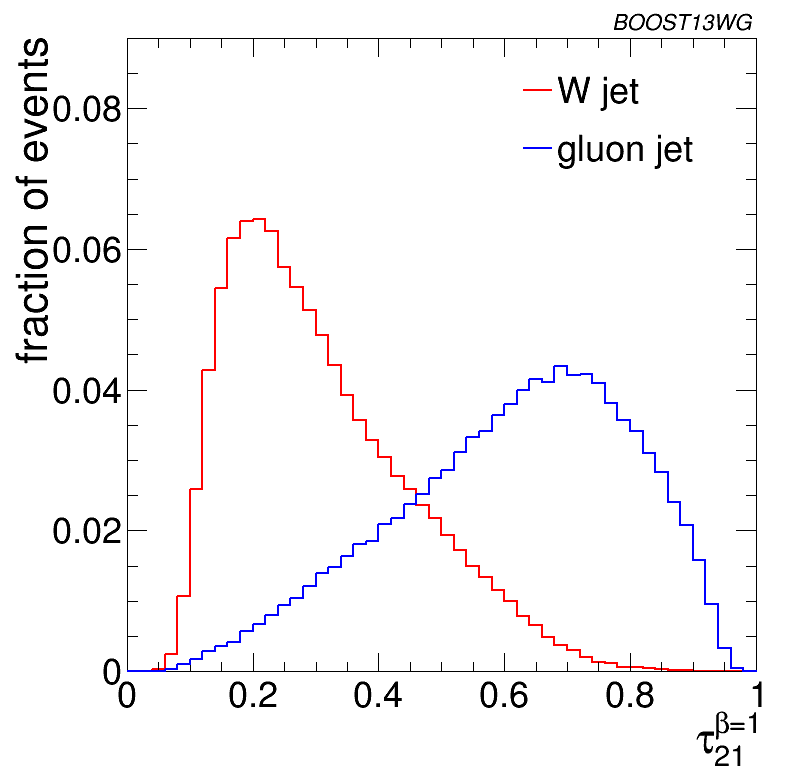 BOOST13WG
fraction of events
W jet
gluon jet
0.08
0.06
0.04
0.02
0
0 0.2 0.4 0.6 0.8 1
τ21β=1